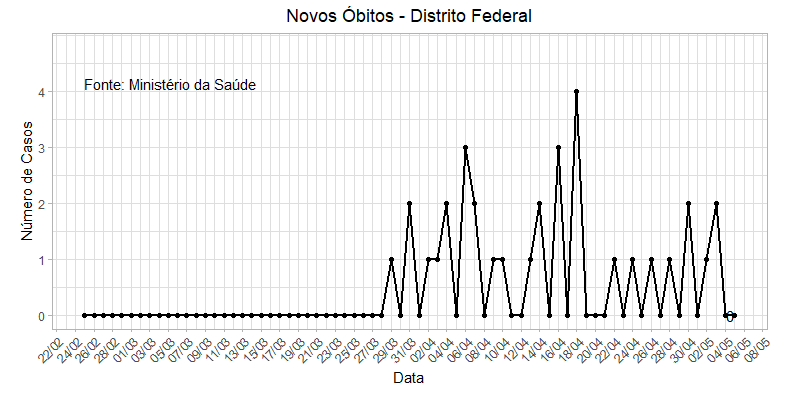 Novos Óbitos - Distrito Federal
Fonte: Ministério da Saúde
Número de Casos
4
3
2
1
0
0
22/02 24/02 26/02 28/02 01/03 03/03 05/03 07/03 09/03 11/03 13/03 15/03 17/03 19/03 21/03 23/03 25/03 27/03 29/03 31/03 02/04 04/04 06/04 08/04 10/04 12/04 14/04 16/04 18/04 20/04 22/04 24/04 26/04 28/04 30/04 02/05 04/05 06/05 08/05
Data